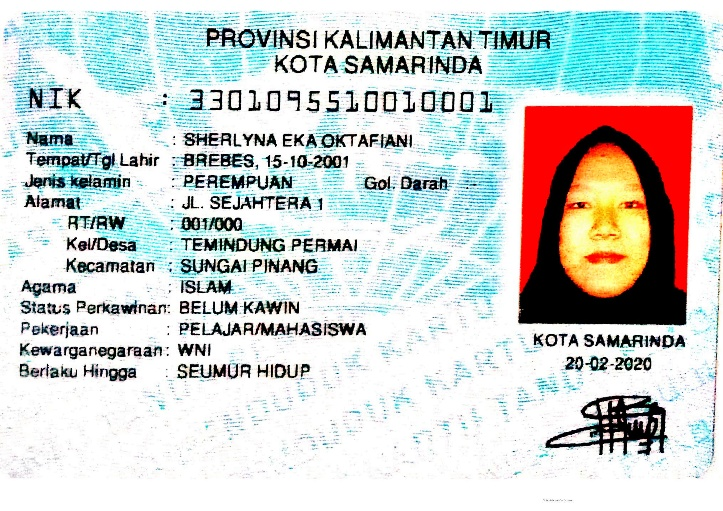 PROVINSI KALIMANTAN TIMUR
KOTA SAMARINDA
NIK : 3301095510010001
Nama : SHERLYNA EKA OKTAFIANI
Tempat/Tgl Lahir : BREBES, 15-10-2001
Jenis kelamin : PEREMPUAN Gol. Darah :-
Alamat : JL. SEJAHTERA 1
RT/RW : 001/000
Kel/Desa : TEMINDUNG PERMAI
Kecamatan : SUNGAI PINANG
Agama : ISLAM
Status Perkawinan: BELUM KAWIN
Pekerjaan : PELAJAR/MAHASISWA
Kewarganegaraan: WNI
Berlaku Hingga : SEUMUR HIDUP
KOTA SAMARINDA
20-02-2020